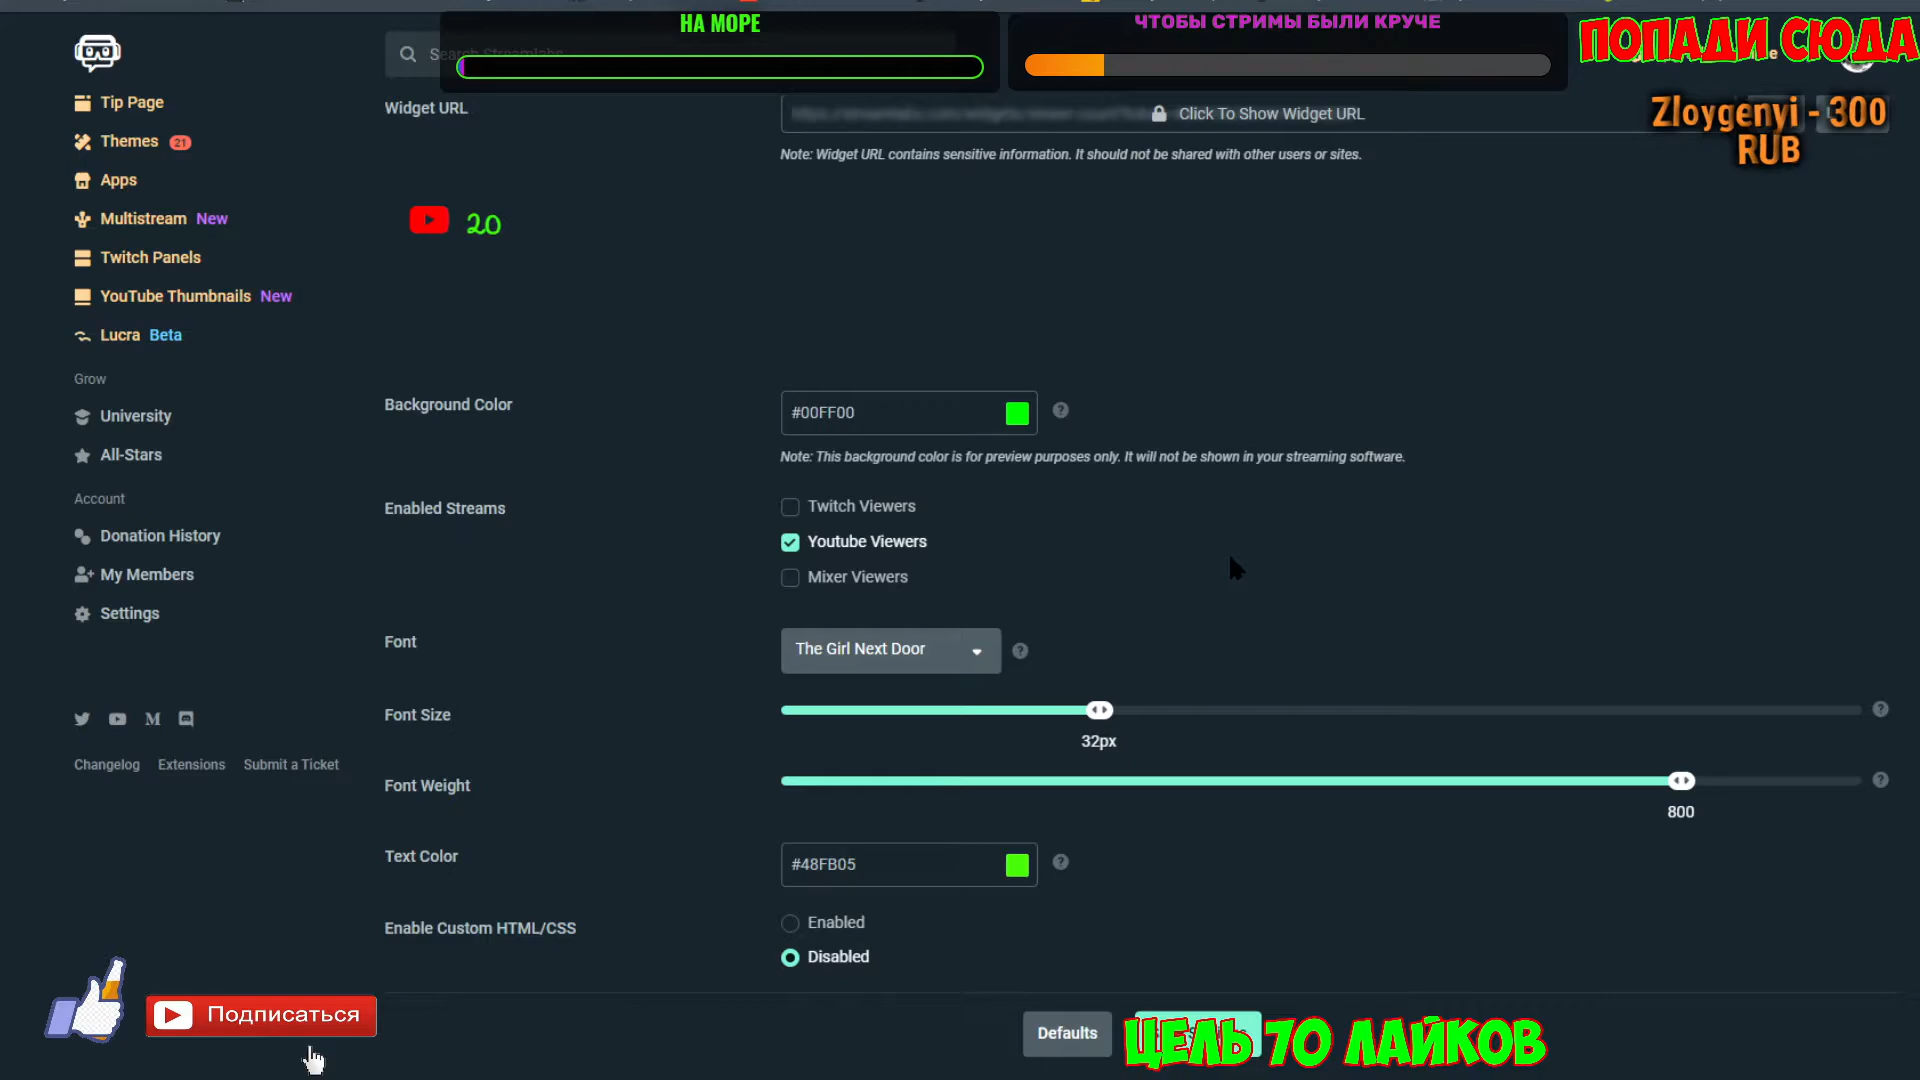 НА МОРЕ
ЧТОБЫ СТРИМЫ БЫЛИ КРУЧЕ
ПОПАДИ СЮДА
Search Streamlabs
Zloygenyi - 300
RUB
Tip Page
Themes 21
Apps
Multistream New
Twitch Panels
YouTube Thumbnails New
Lucra Beta
Grow
University
All-Stars
Account
Donation History
My Members
Settings
Changelog Extensions Submit a Ticket
Widget URL
Click To Show Widget URL
Note: Widget URL contains sensitive information. It should not be shared with other users or sites.
20
Background Color
#00FF00
Note: This background color is for preview purposes only. It will not be shown in your streaming software.
Enabled Streams
Twitch Viewers
Youtube Viewers
Mixer Viewers
Font
The Girl Next Door
Font Size
32px
Font Weight
800
Text Color
#48FB05
Enable Custom HTML/CSS
Enabled
Disabled
Подписаться
Defaults
ЦЕЛЬ 70 ЛАЙКОВ